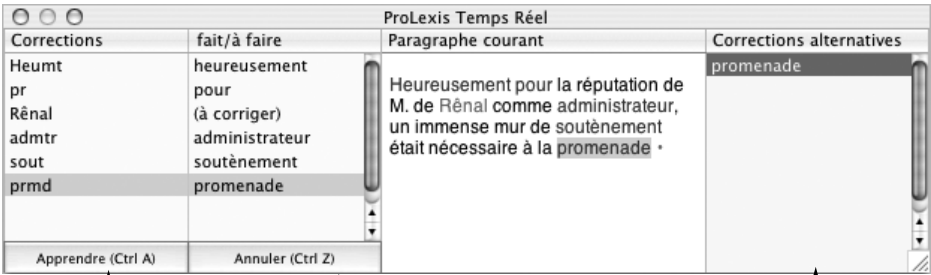 ProLexis Temps Réel
Corrections fait/à faire Paragraphe courant Corrections alternatives
Heumt heureusement
pr pour
Rênal (à corriger)
admtr administrateur
sout soutènement
prmd promenade
Heureusement pour la réputation de
M. de Rênal comme administrateur,
un immense mur de soutènement
était nécessaire à la promenade
promenade
Apprendre (Ctrl A) Annuler (Ctrl Z)